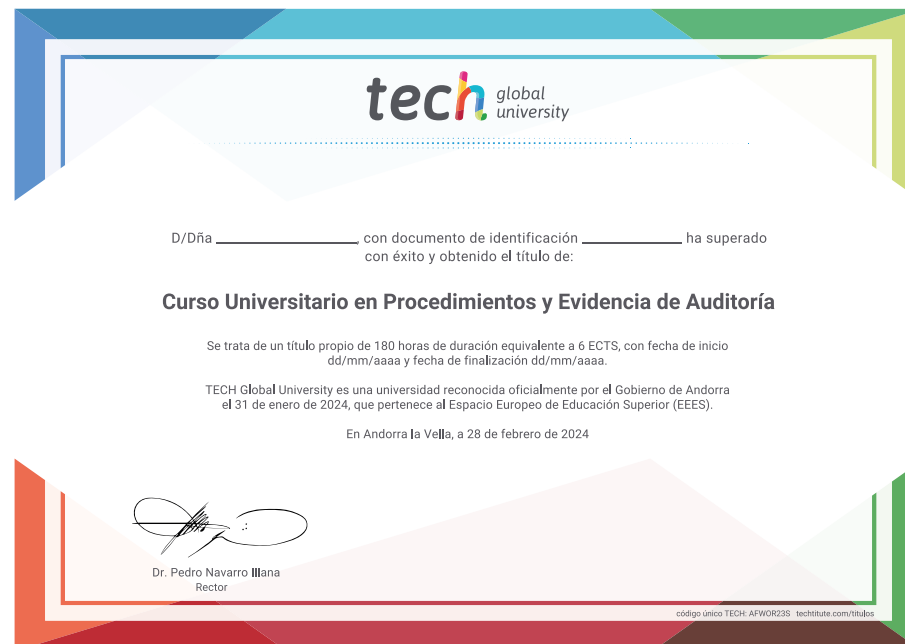 tech global
university
D/Dña ________________, con documento de identificación ____________ ha superado
con éxito y obtenido el título de:
Curso Universitario en Procedimientos y Evidencia de Auditoría
Se trata de un título propio de 180 horas de duración equivalente a 6 ECTS, con fecha de inicio
dd/mm/aaaa y fecha de finalización dd/mm/aaaa.
TECH Global University es una universidad reconocida oficialmente por el Gobierno de Andorra
el 31 de enero de 2024, que pertenece al Espacio Europeo de Educación Superior (EEES).
En Andorra la Vella, a 28 de febrero de 2024
Dr. Pedro Navarro Illana
Rector
código único TECH: AFWOR23S techtitute.com/titulos